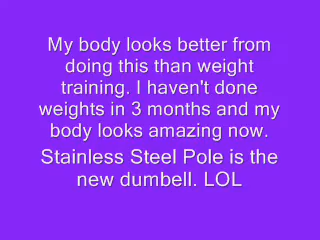 My body looks better from
doing this than weight
training. I haven't done
weights in 3 months and my
body looks amazing now.
Stainless Steel Pole is the
new dumbell. LOL